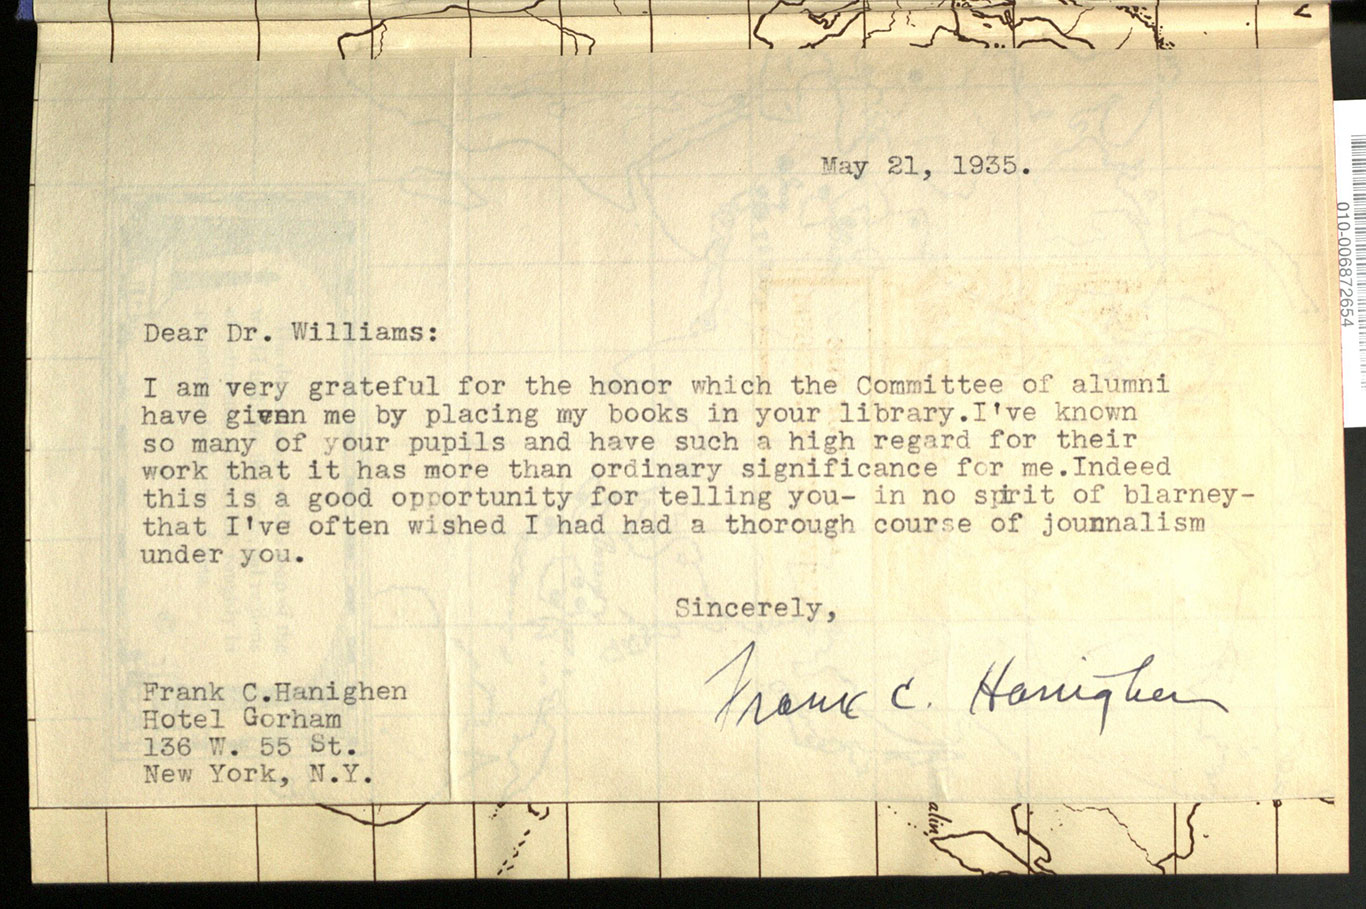 May 21, 1935.
Dear Dr. Williams:
I am very grateful for the honor which the Committee of alumni
have given me by placing my books in your library.I've known
so many of your pupils and have such a high regard for their
work that it has more than ordinary significance for me.Indeed
this is a good opportunity for telling you- in no spirit of blarney-
that I've often wished I had had a thorough course of journalism
under you.
Sincerely,
Frank C. Hanighen
Frank C.Hanighen
Hotel Gorham
136 W. 55 St.
New York, N.Y.
010-006872654
alin